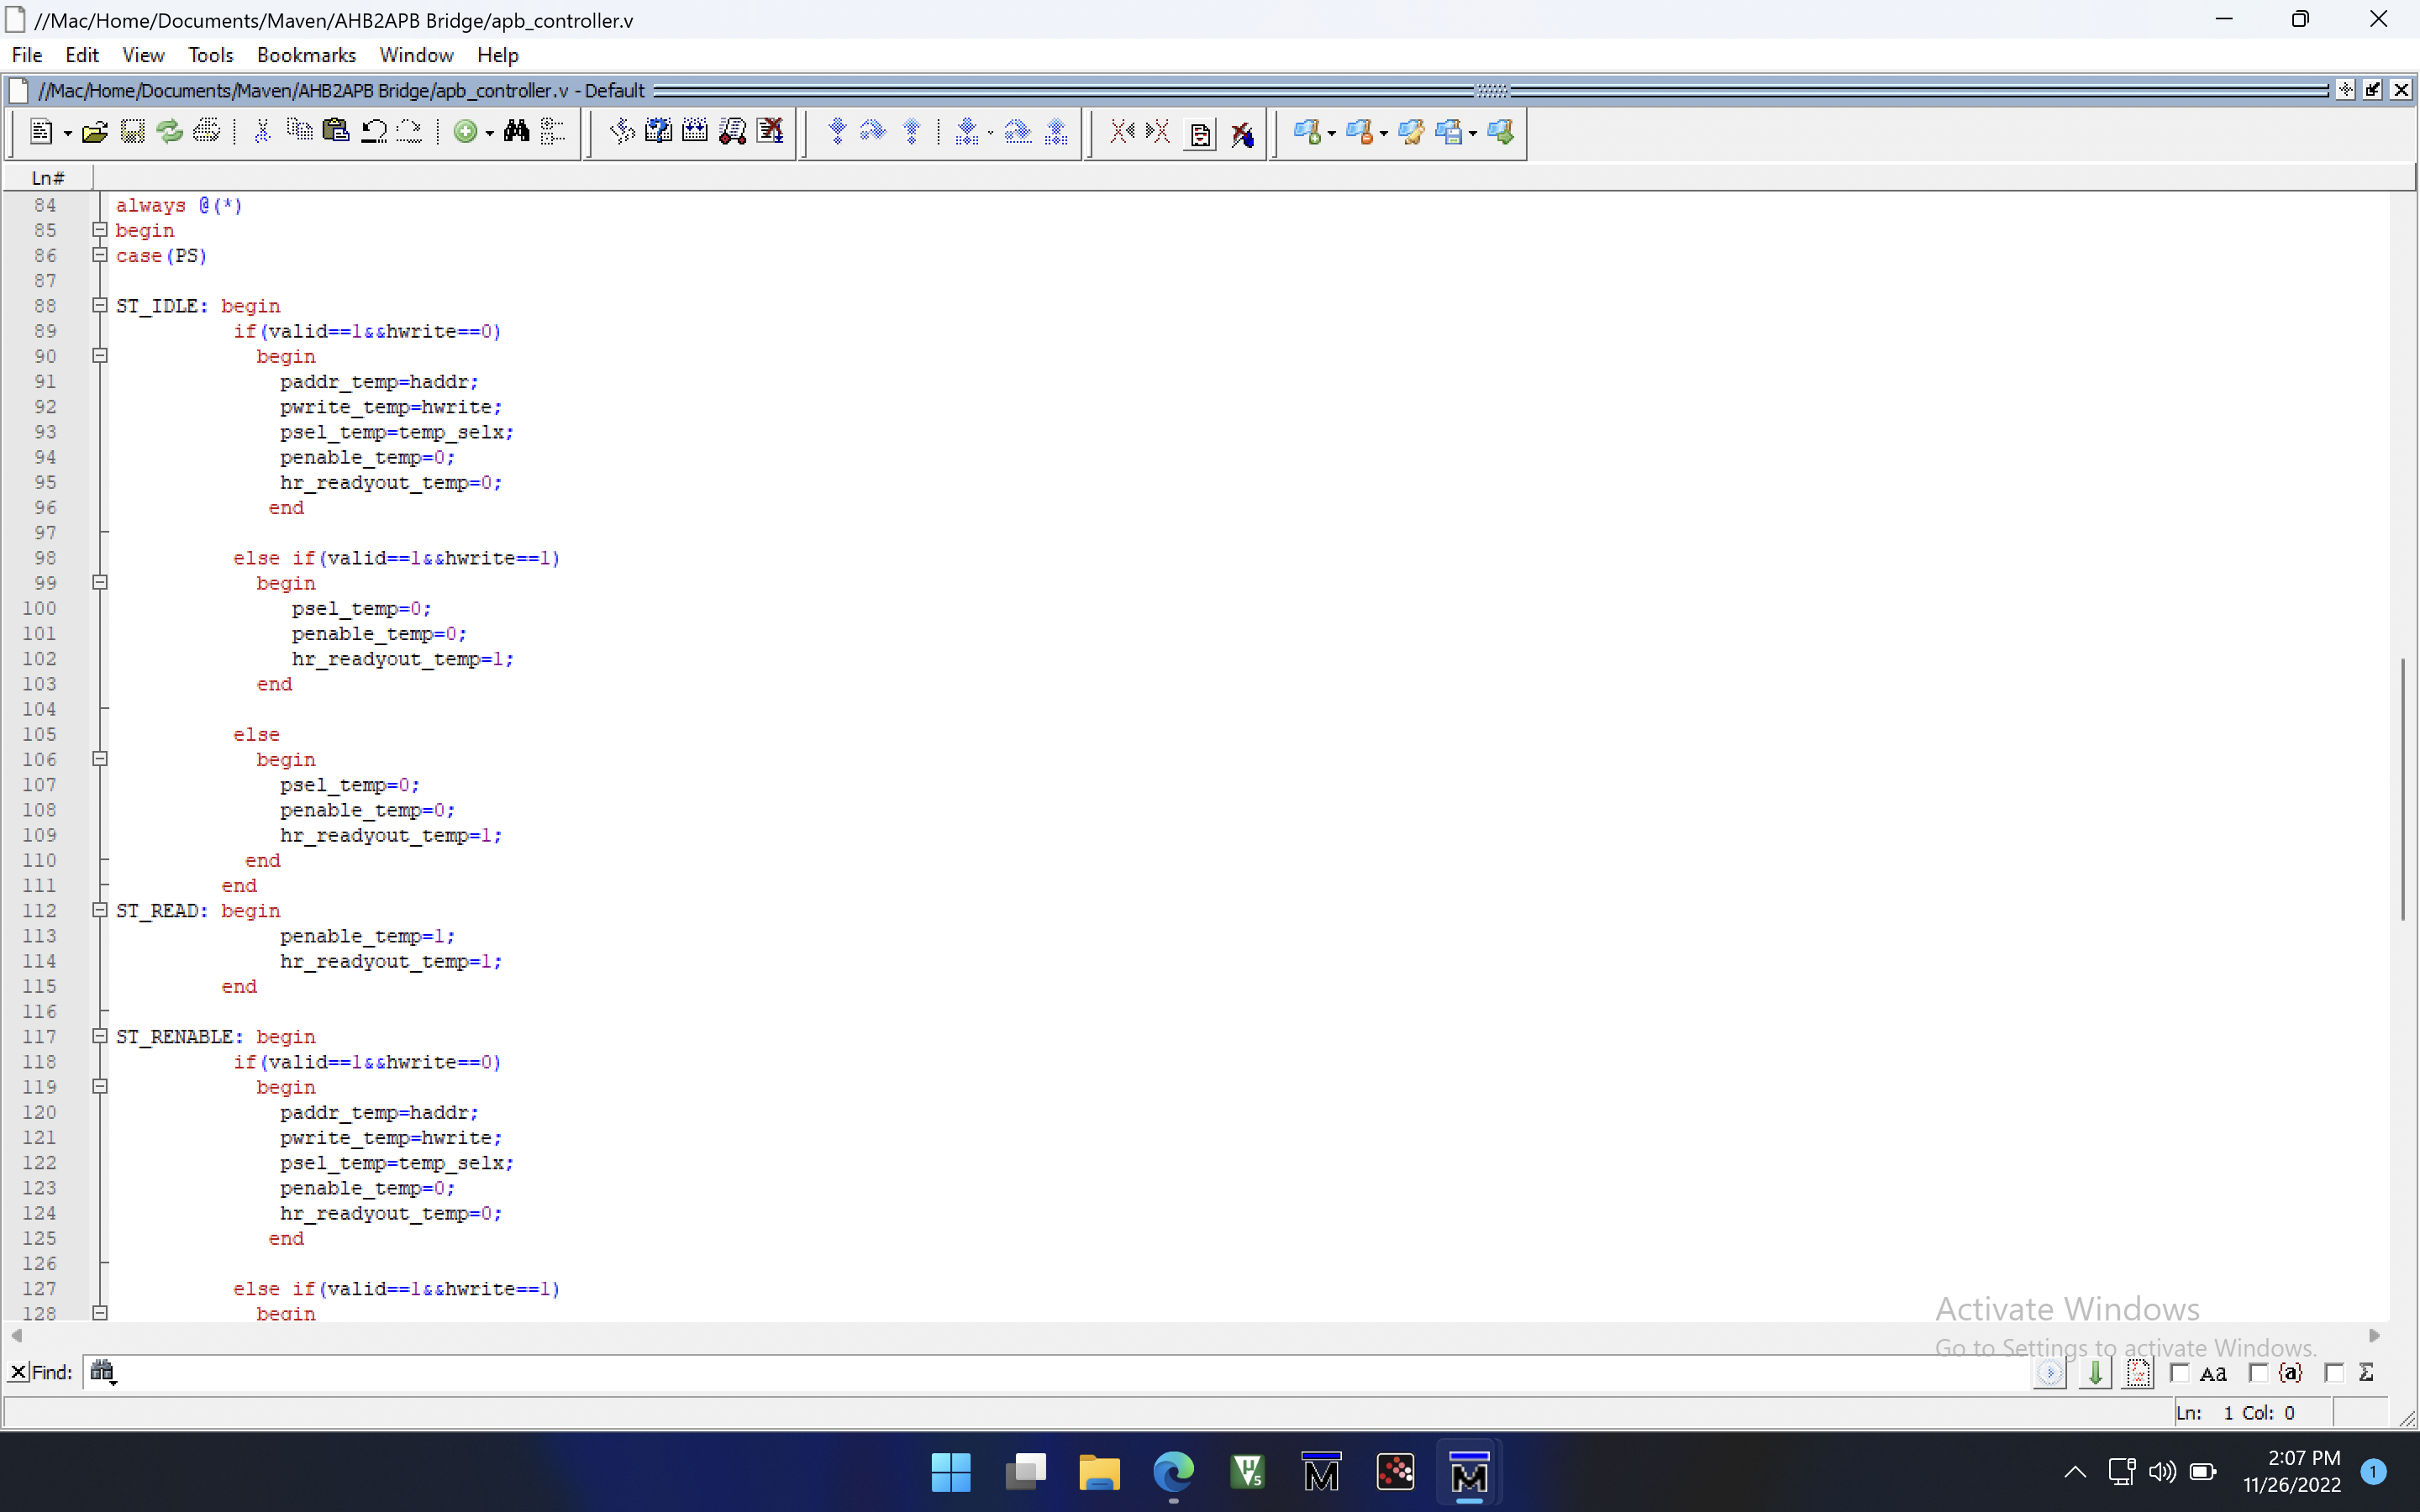 //Mac/Home/Documents/Maven/AHB2APB Bridge/apb_controller.v
File Edit View Tools Bookmarks Window Help
//Mac/Home/Documents/Maven/AHB2APB Bridge/apb_controller.v - Default
Ln#
84 always @(*)
85 begin
86 case(PS)
87
88 ST_IDLE: begin
89 if(valid==1&&hwrite==0)
90 begin
91 paddr_temp=haddr;
92 pwrite_temp=hwrite;
93 psel_temp=temp_selx;
94 penable_temp=0;
95 hr_readyout_temp=0;
96 end
97
98 else if(valid==1&&hwrite==1)
99 begin
100 psel_temp=0;
101 penable_temp=0;
102 hr_readyout_temp=1;
103 end
104
105 else
106 begin
107 psel_temp=0;
108 penable_temp=0;
109 hr_readyout_temp=1;
110 end
111 end
112 ST_READ: begin
113 penable_temp=1;
114 hr_readyout_temp=1;
115 end
116
117 ST_RENABLE: begin
118 if(valid==1&&hwrite==0)
119 begin
120 paddr_temp=haddr;
121 pwrite_temp=hwrite;
122 psel_temp=temp_selx;
123 penable_temp=0;
124 hr_readyout_temp=0;
125 end
126
127 else if(valid==1&&hwrite==1)
128 begin
Activate Windows
Go to Settings to activate Windows.
Find: Aa {a} Σ
Ln: 1 Col: 0
2:07 PM
11/26/2022 1